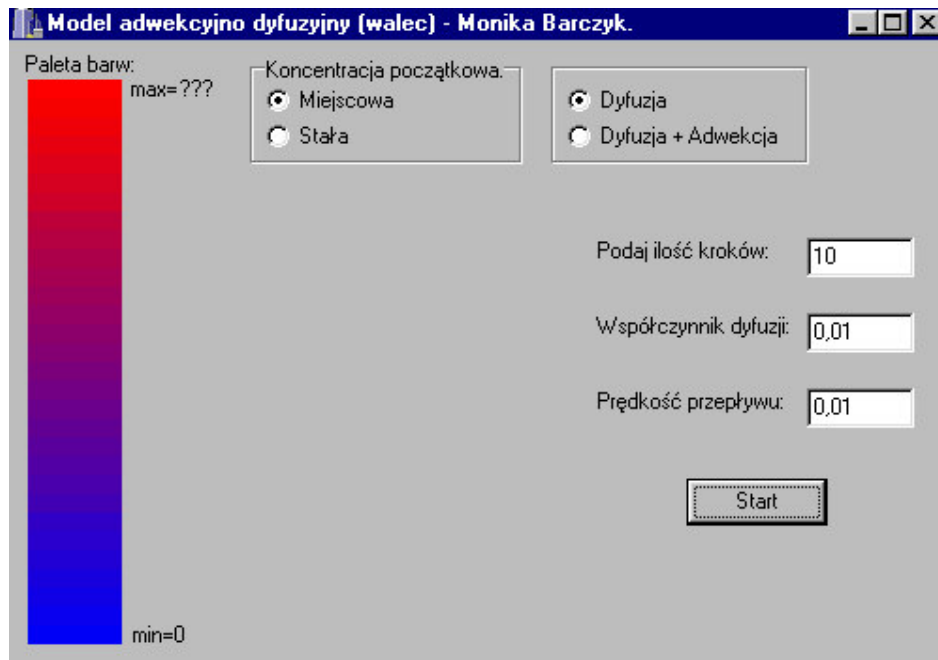 Model adwekcyjno dyfuzyjny (walec) - Monika Barczyk.
Paleta barw:
max=???
min=0
Koncentracja początkowa.
Miejscowa
Stała
Dyfuzja
Dyfuzja + Adwekcja
Podaj ilość kroków: 10
Współczynnik dyfuzji: 0,01
Prędkość przepływu: 0,01
Start